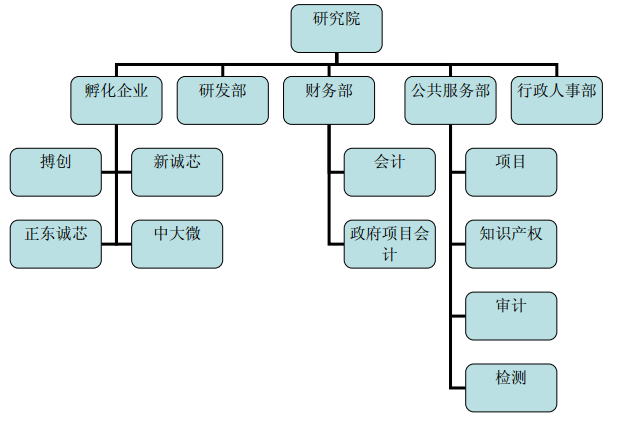 研究院
孵化企业
研发部
财务部
公共服务部
行政人事部
搏创
新诚芯
会计
项目
正东诚芯
中大微
政府项目会
计
知识产权
审计
检测